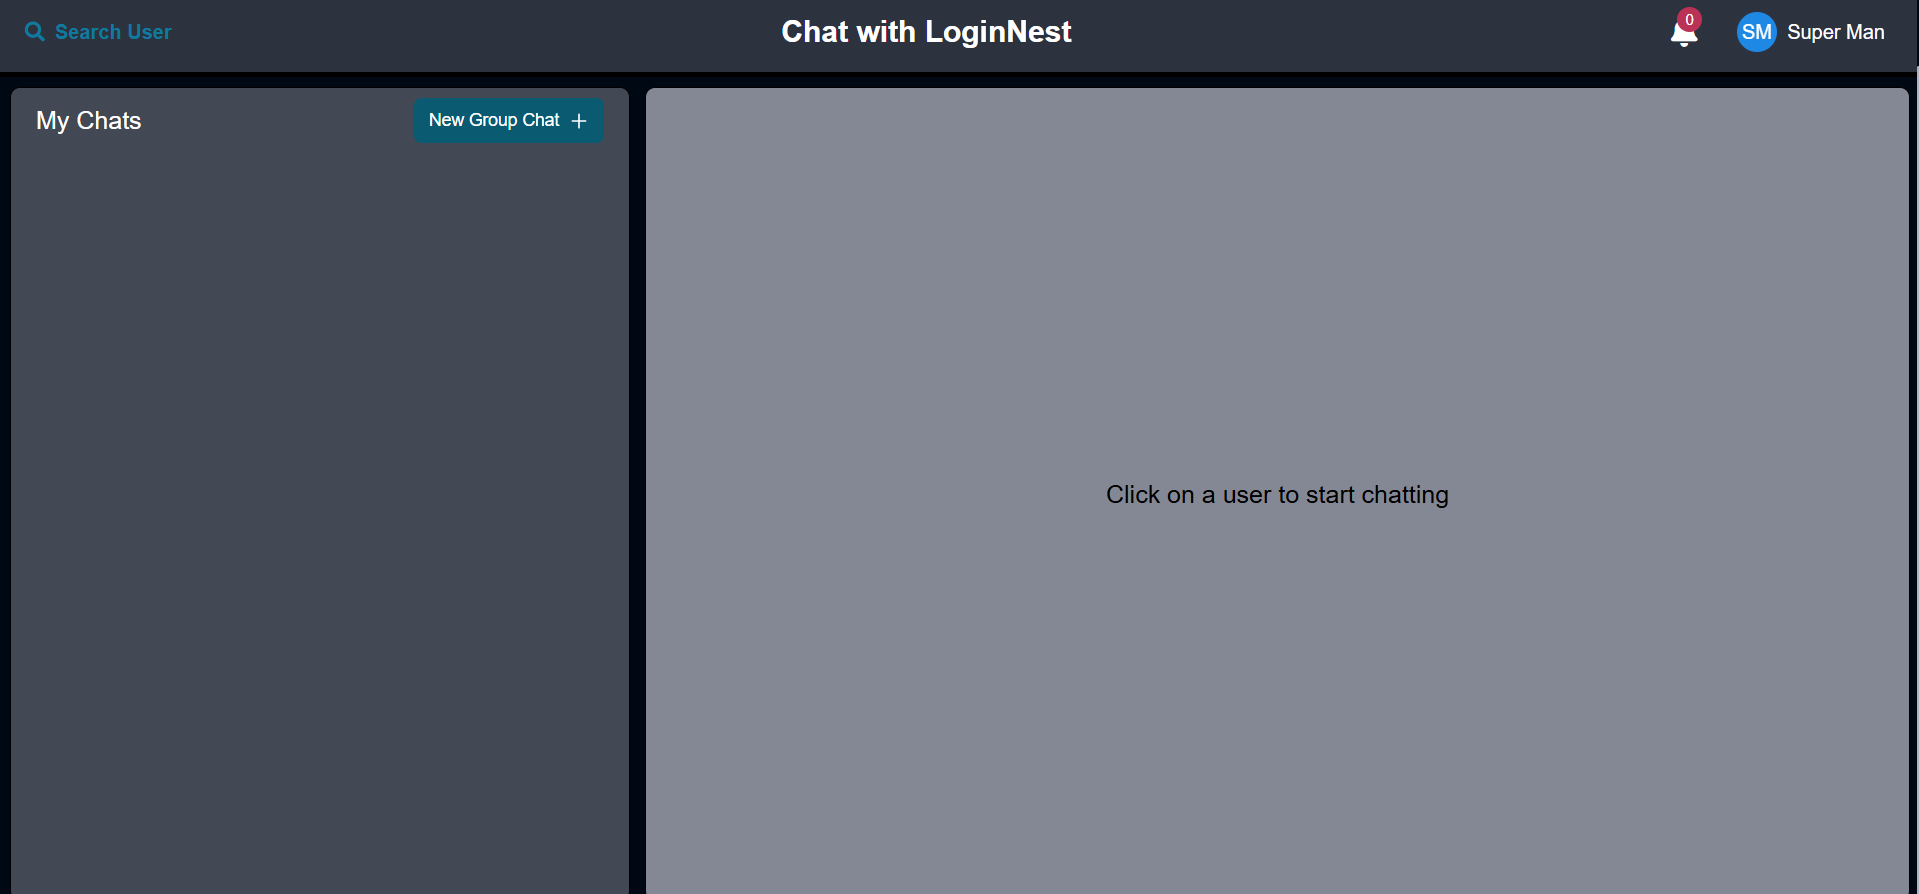 Search User
Chat with LoginNest
0
SM
Super Man
My Chats
New Group Chat +
Click on a user to start chatting